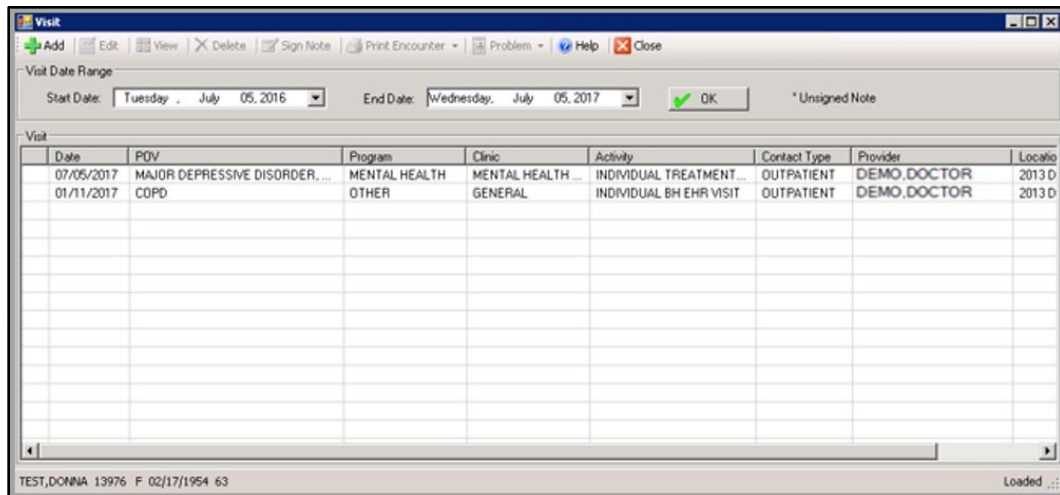 Visit
Add Edit View Delete Sign Note Print Encounter Problem Help Close
Visit Date Range
Start Date: Tuesday , July 05, 2016 End Date: Wednesday, July 05, 2017 OK * Unsigned Note
Visit
Date POV Program Clinic Activity Contact Type Provider Locatio
07/05/2017 MAJOR DEPRESSIVE DISORDER, ... MENTAL HEALTH MENTAL HEALTH ... INDIVIDUAL TREATMENT... OUTPATIENT DEMO,DOCTOR 2013 D
01/11/2017 COPD OTHER GENERAL INDIVIDUAL BH EHR VISIT OUTPATIENT DEMO,DOCTOR 2013 D
TEST,DONNA 13976 F 02/17/1954 63 Loaded